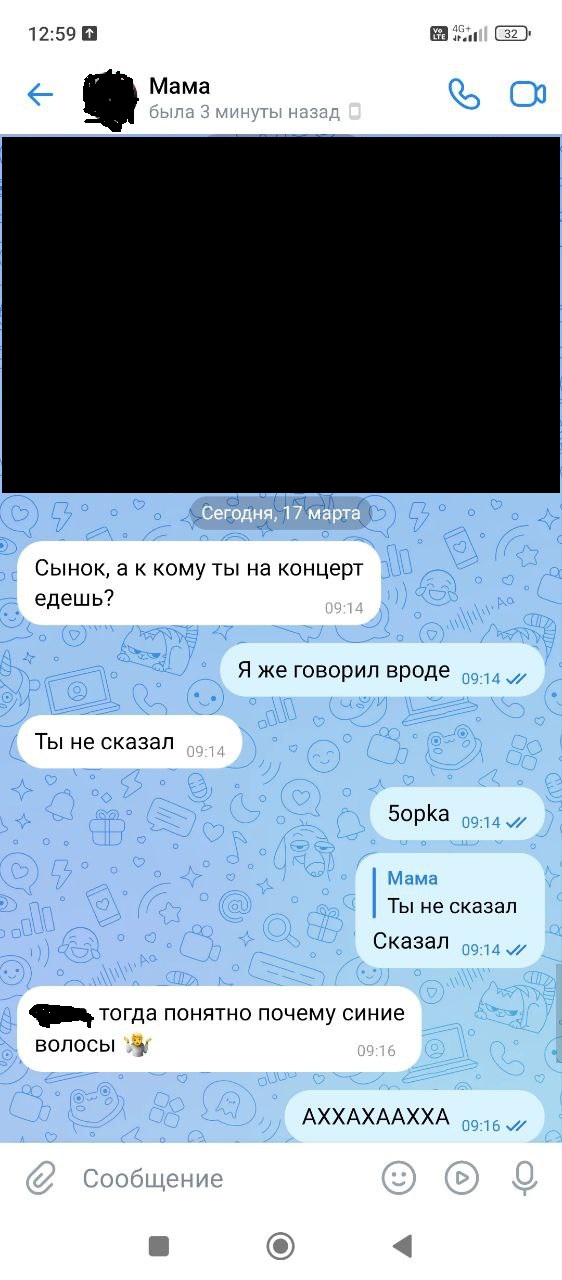 12:59
Vo LTE 4G+ 32
Мама
была 3 минуты назад
Сегодня, 17 марта
Сынок, а к кому ты на концерт
едешь?
09:14
Я же говорил вроде 09:14
Ты не сказал 09:14
5opka 09:14
Мама
Ты не сказал
Сказал 09:14
тогда понятно почему синие
волосы 🤷‍♂️ 09:16
АХХАХААХХА 09:16
Сообщение